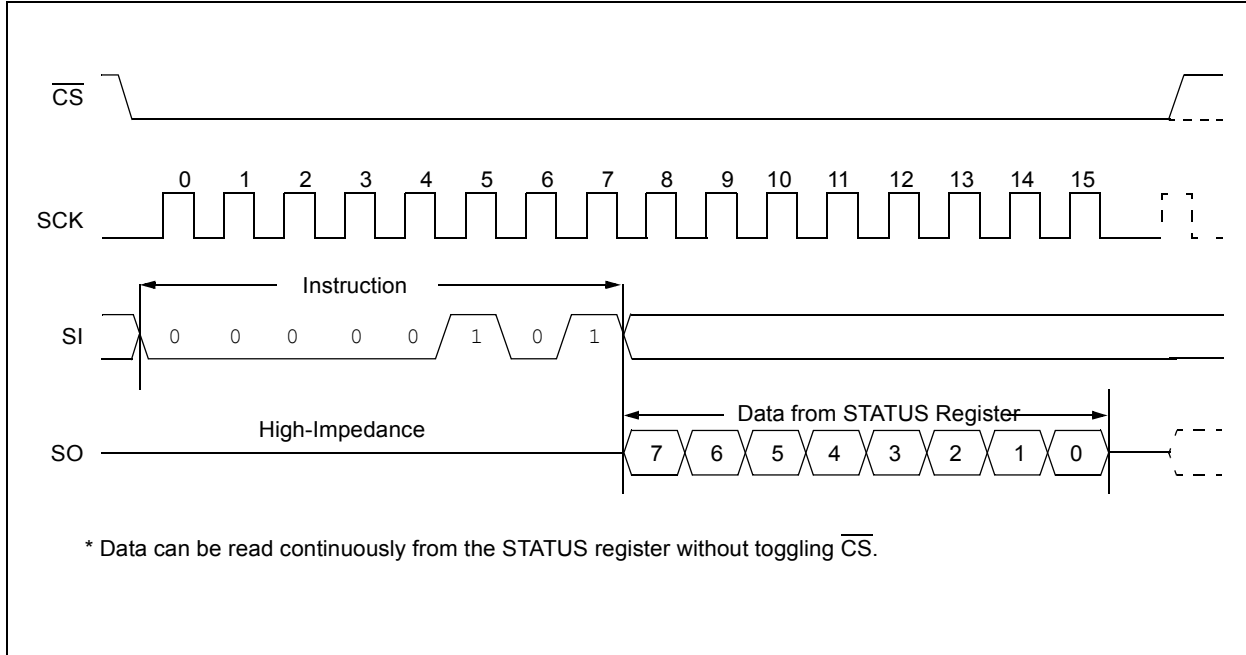 C̅S̅
0 1 2 3 4 5 6 7 8 9 10 11 12 13 14 15
SCK
Instruction
SI 0 0 0 0 0 1 0 1
Data from STATUS Register
High-Impedance
SO 7 6 5 4 3 2 1 0
* Data can be read continuously from the STATUS register without toggling C̅S̅.